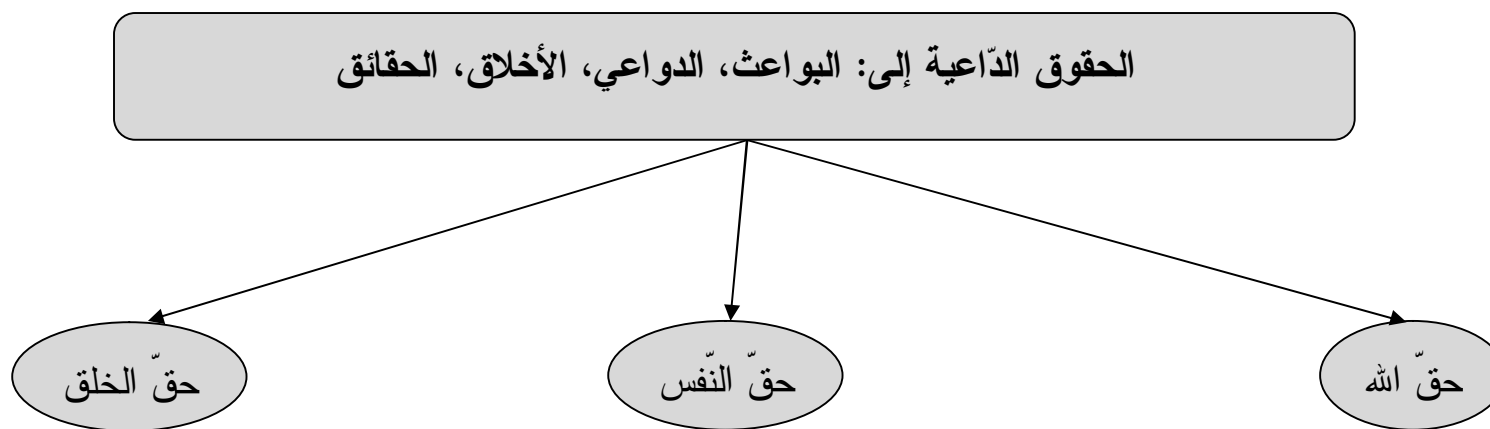 الحقوق الدّاعية إلى: البواعث، الدواعي، الأخلاق، الحقائق
حقّ الله
حقّ النّفس
حقّ الخلق